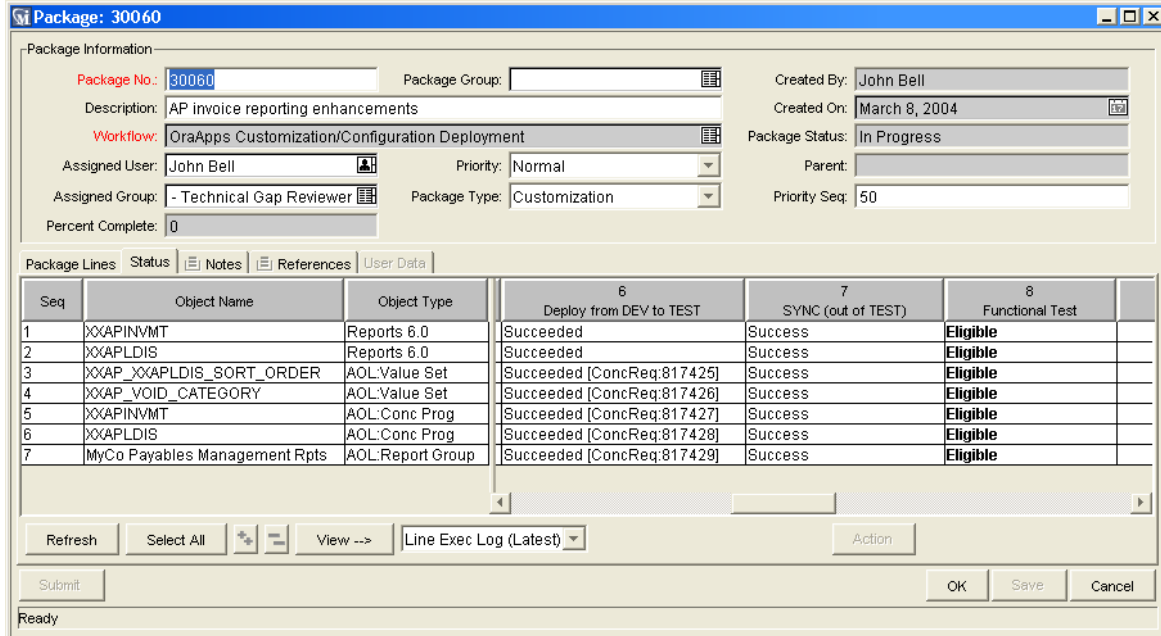 Package: 30060
Package Information
Package No.: 30060 Package Group: Created By: John Bell
Description: AP invoice reporting enhancements Created On: March 8, 2004
Workflow: OraApps Customization/Configuration Deployment Package Status: In Progress
Assigned User: John Bell Priority: Normal Parent:
Assigned Group: - Technical Gap Reviewer Package Type: Customization Priority Seq: 50
Percent Complete: 0
Package Lines Status Notes References User Data
Seq Object Name Object Type 6 Deploy from DEV to TEST 7 SYNC (out of TEST) 8 Functional Test
1 XXAPINVMT Reports 6.0 Succeeded Success Eligible
2 XXAPLDIS Reports 6.0 Succeeded Success Eligible
3 XXAP_XXAPLDIS_SORT_ORDER AOL:Value Set Succeeded [ConcReq:817425] Success Eligible
4 XXAP_VOID_CATEGORY AOL:Value Set Succeeded [ConcReq:817426] Success Eligible
5 XXAPINVMT AOL:Conc Prog Succeeded [ConcReq:817427] Success Eligible
6 XXAPLDIS AOL:Conc Prog Succeeded [ConcReq:817428] Success Eligible
7 MyCo Payables Management Rpts AOL:Report Group Succeeded [ConcReq:817429] Success Eligible
Refresh Select All View --> Line Exec Log (Latest) Action
Submit OK Save Cancel
Ready